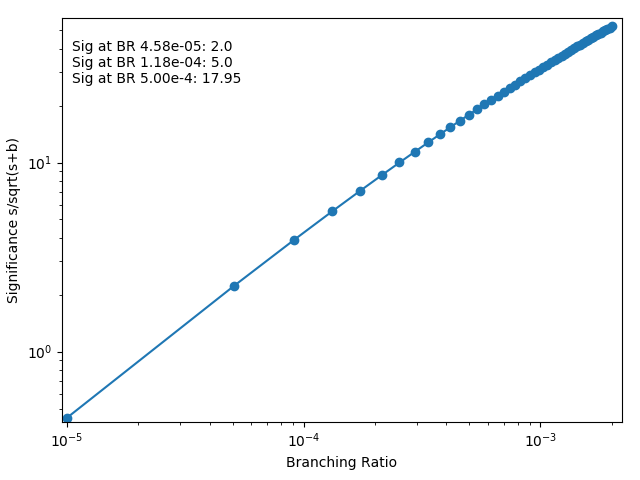 Sig at BR 4.58e-05: 2.0
Sig at BR 1.18e-04: 5.0
Sig at BR 5.00e-4: 17.95
Significance s/sqrt(s+b)
10¹
10⁰
10⁻⁵ 10⁻⁴ 10⁻³
Branching Ratio